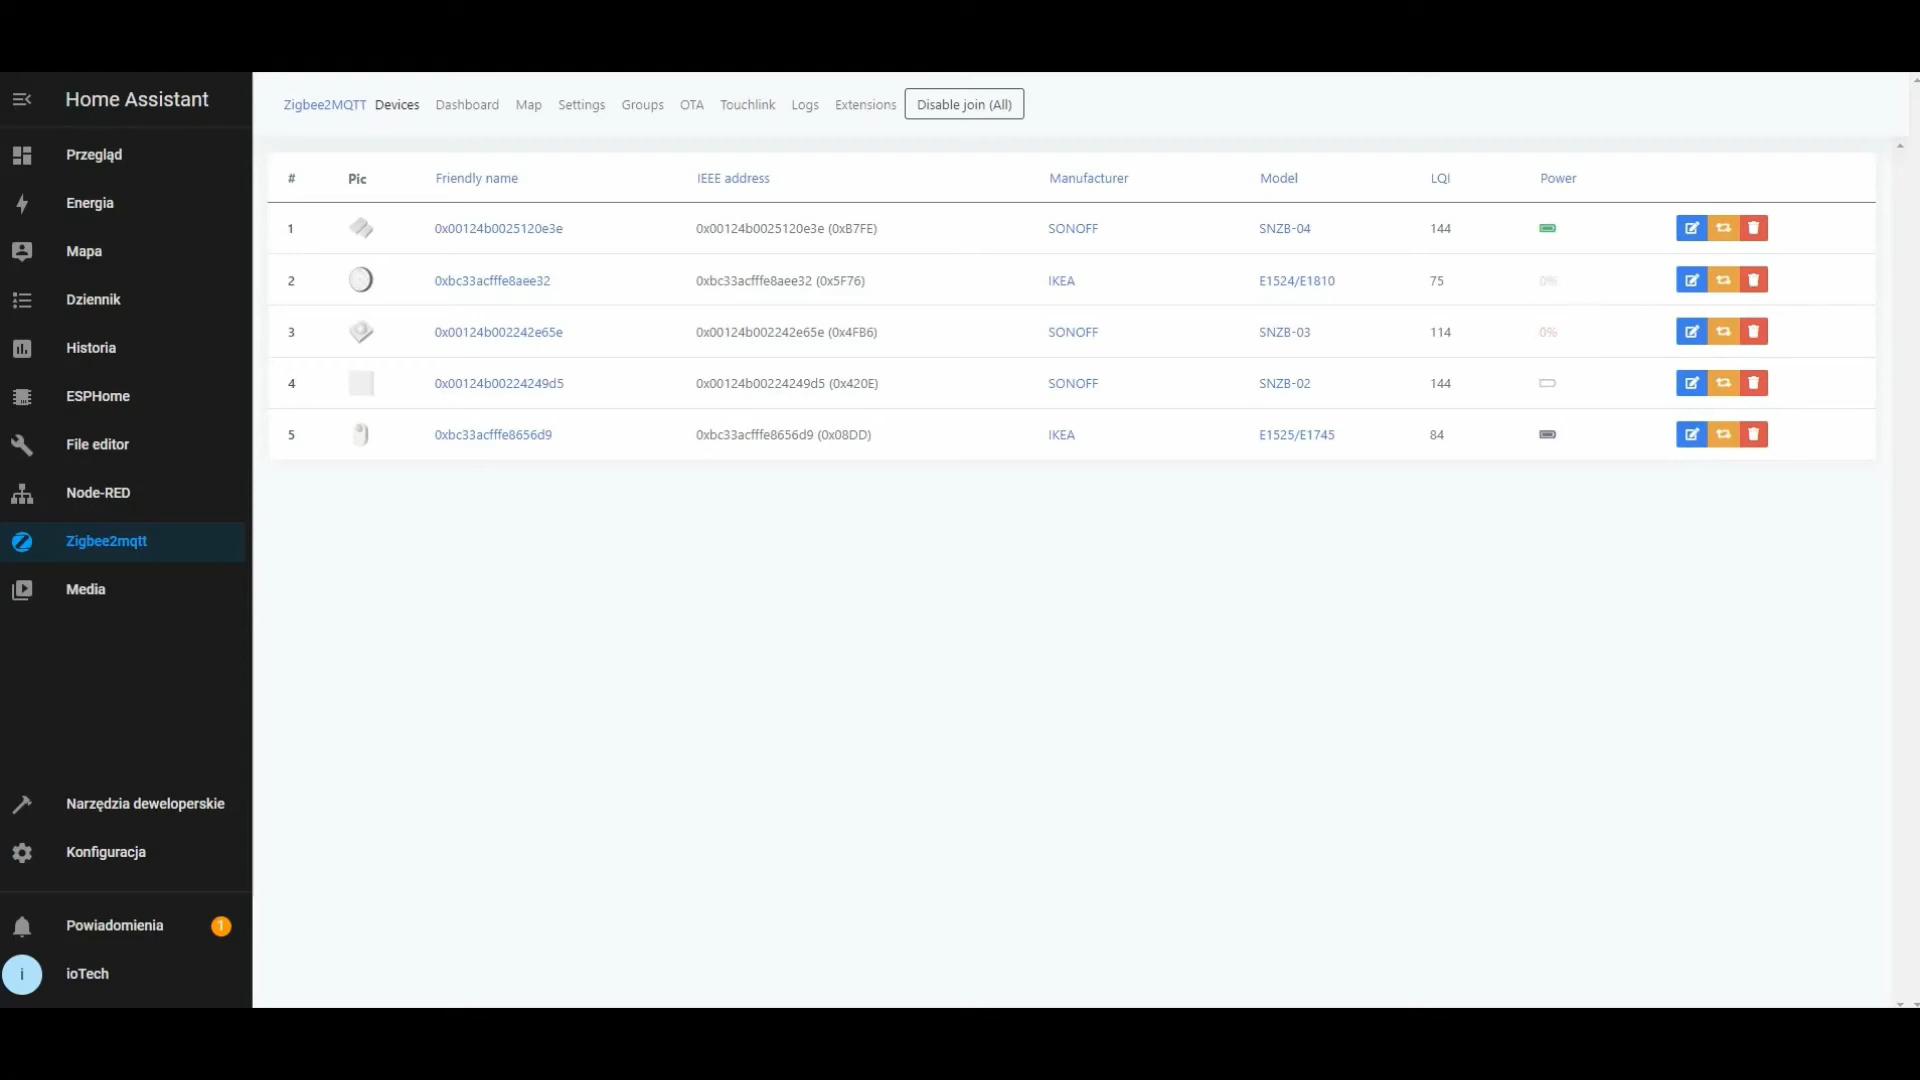 Home Assistant
Przegląd
Energia
Mapa
Dziennik
Historia
ESPHome
File editor
Node-RED
Zigbee2mqtt
Media
Narzędzia deweloperskie
Konfiguracja
Powiadomienia 1
i ioTech
Zigbee2MQTT Devices Dashboard Map Settings Groups OTA Touchlink Logs Extensions Disable join (All)
# Pic Friendly name IEEE address Manufacturer Model LQI Power
1 0x00124b0025120e3e 0x00124b0025120e3e (0xB7FE) SONOFF SNZB-04 144
2 0xbc33acfffe8aee32 0xbc33acfffe8aee32 (0x5F76) IKEA E1524/E1810 75 0%
3 0x00124b002242e65e 0x00124b002242e65e (0x4FB6) SONOFF SNZB-03 114 0%
4 0x00124b00224249d5 0x00124b00224249d5 (0x420E) SONOFF SNZB-02 144
5 0xbc33acfffe8656d9 0xbc33acfffe8656d9 (0x08DD) IKEA E1525/E1745 84